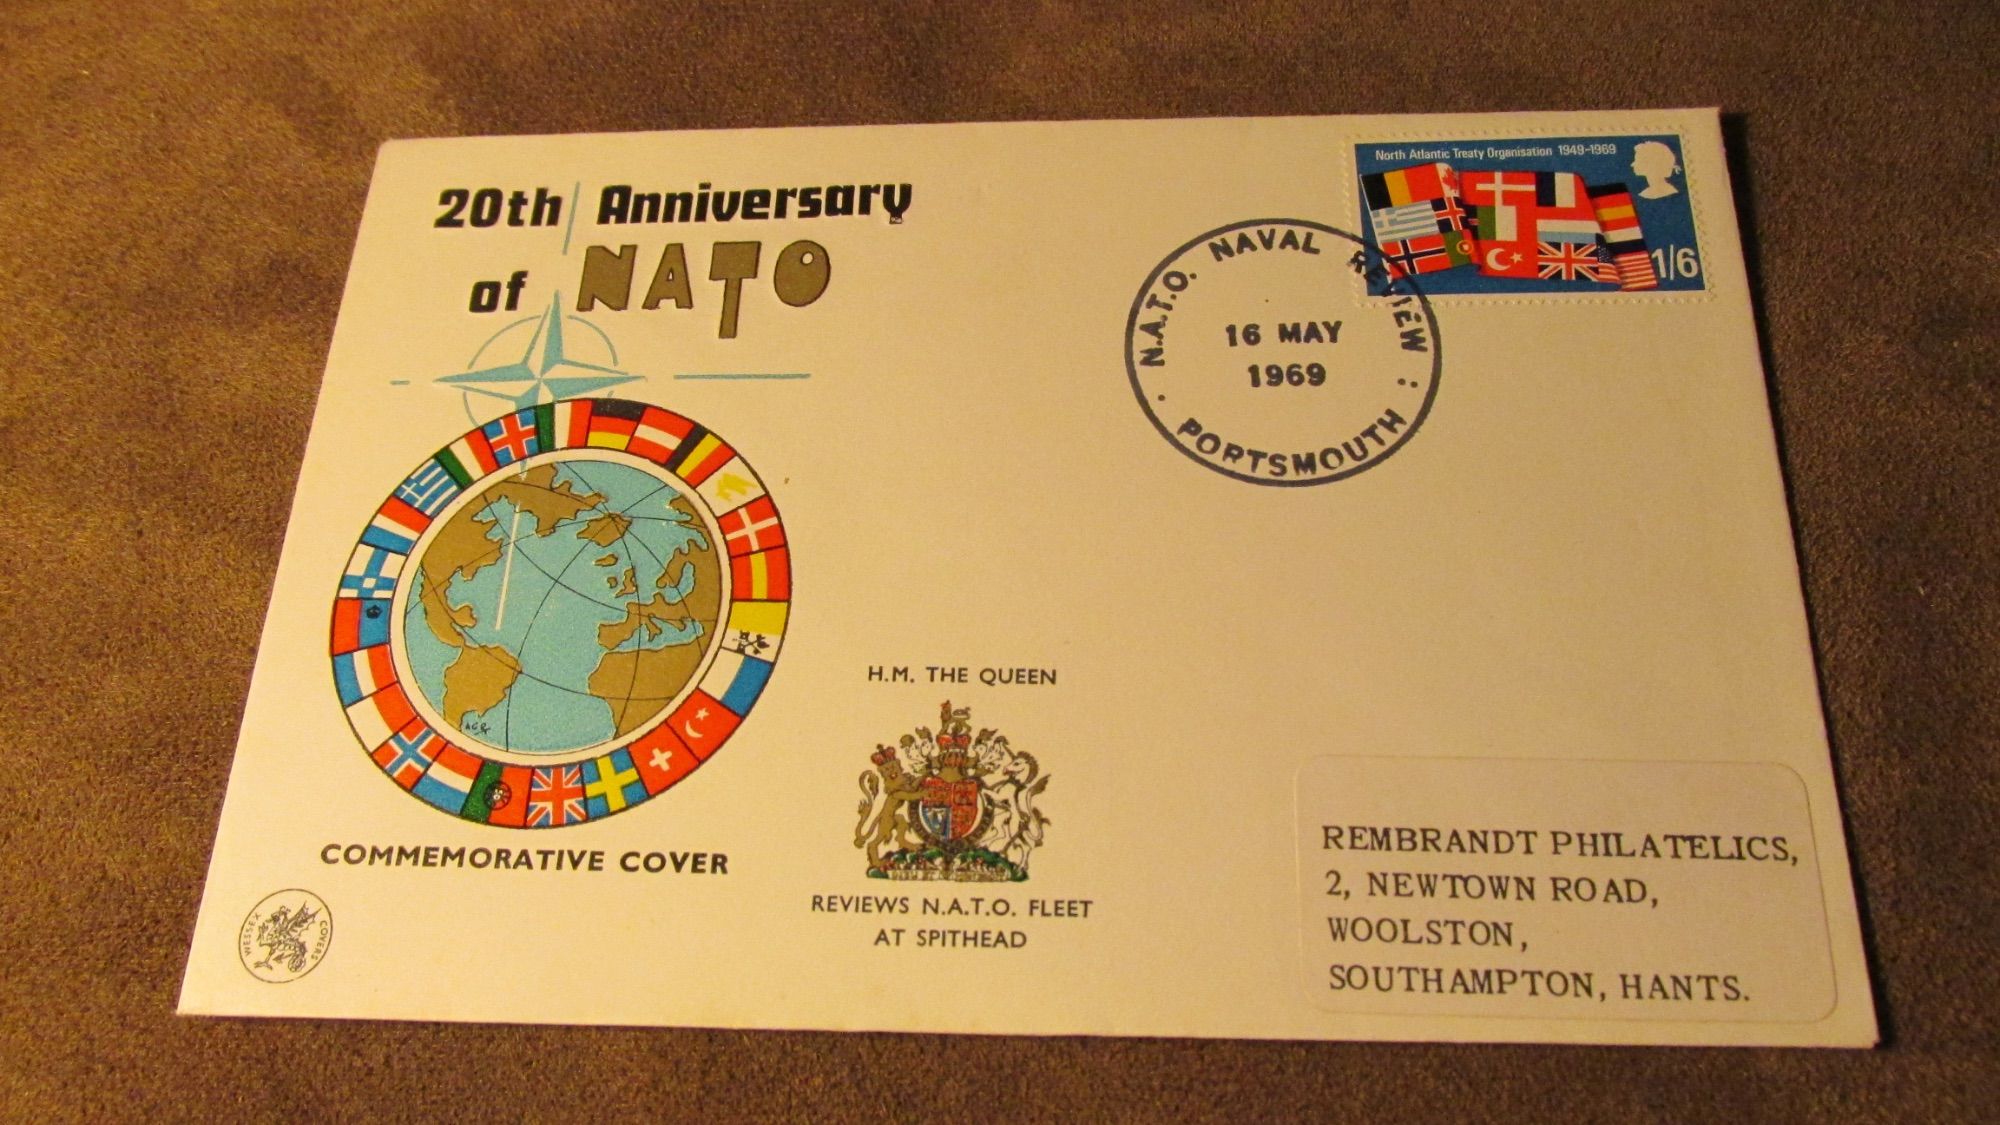 20th Anniversary
of NATO
North Atlantic Treaty Organisation 1949-1969
1/6
N.A.T.O. NAVAL REVIEW :
16 MAY
1969
· PORTSMOUTH
H.M. THE QUEEN
REVIEWS N.A.T.O. FLEET
AT SPITHEAD
COMMEMORATIVE COVER
WESSEX COVERS
REMBRANDT PHILATELICS,
2, NEWTOWN ROAD,
WOOLSTON,
SOUTHAMPTON, HANTS.